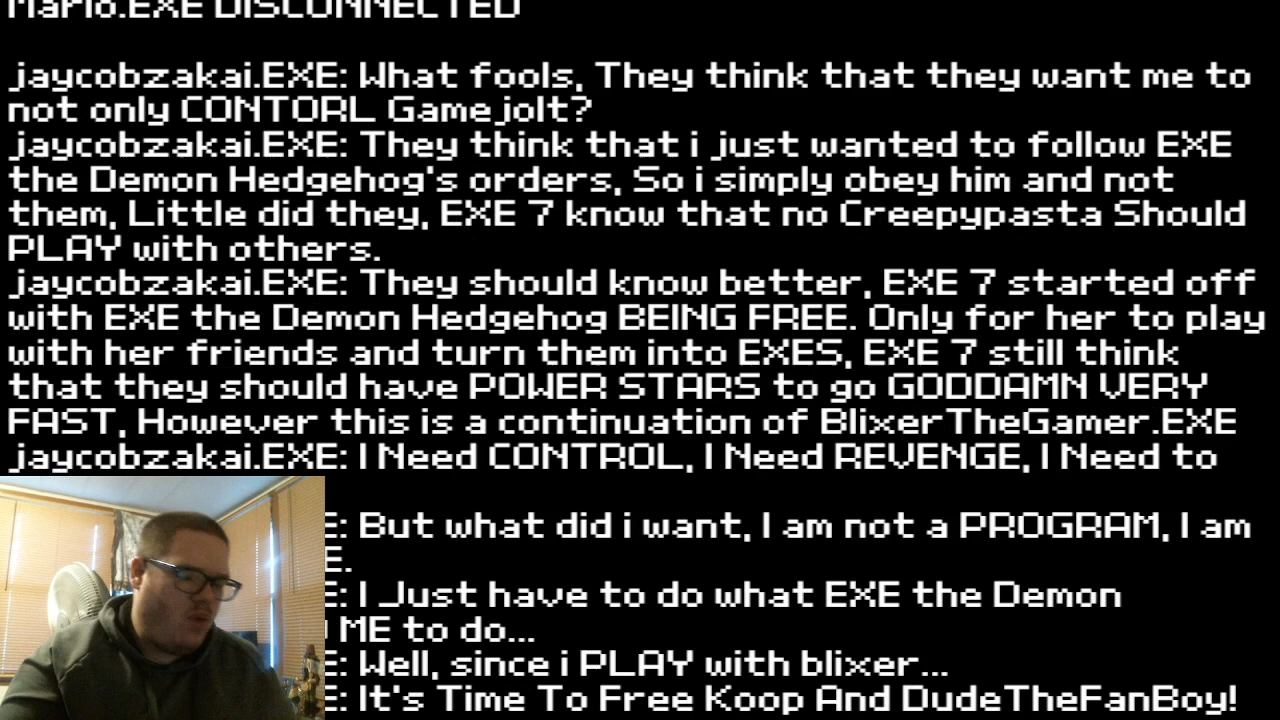 Mario.EXE DISCONNECTED
jaycobzakai.EXE: What fools, They think that they want me to
not only CONTORL Gamejolt?
jaycobzakai.EXE: They think that i just wanted to follow EXE
the Demon Hedgehog's orders, So i simply obey him and not
them, Little did they, EXE 7 know that no Creepypasta Should
PLAY with others.
jaycobzakai.EXE: They should know better, EXE 7 started off
with EXE the Demon Hedgehog BEING FREE. Only for her to play
with her friends and turn them into EXES, EXE 7 still think
that they should have POWER STARS to go GODDAMN VERY
FAST, However this is a continuation of BlixerTheGamer.EXE
jaycobzakai.EXE: I Need CONTROL, I Need REVENGE, I Need to
E: But what did i want, I am not a PROGRAM, I am
E.
E: I Just have to do what EXE the Demon
ME to do...
E: Well, since i PLAY with blixer...
E: It's Time To Free Koop And DudeTheFanBoy!